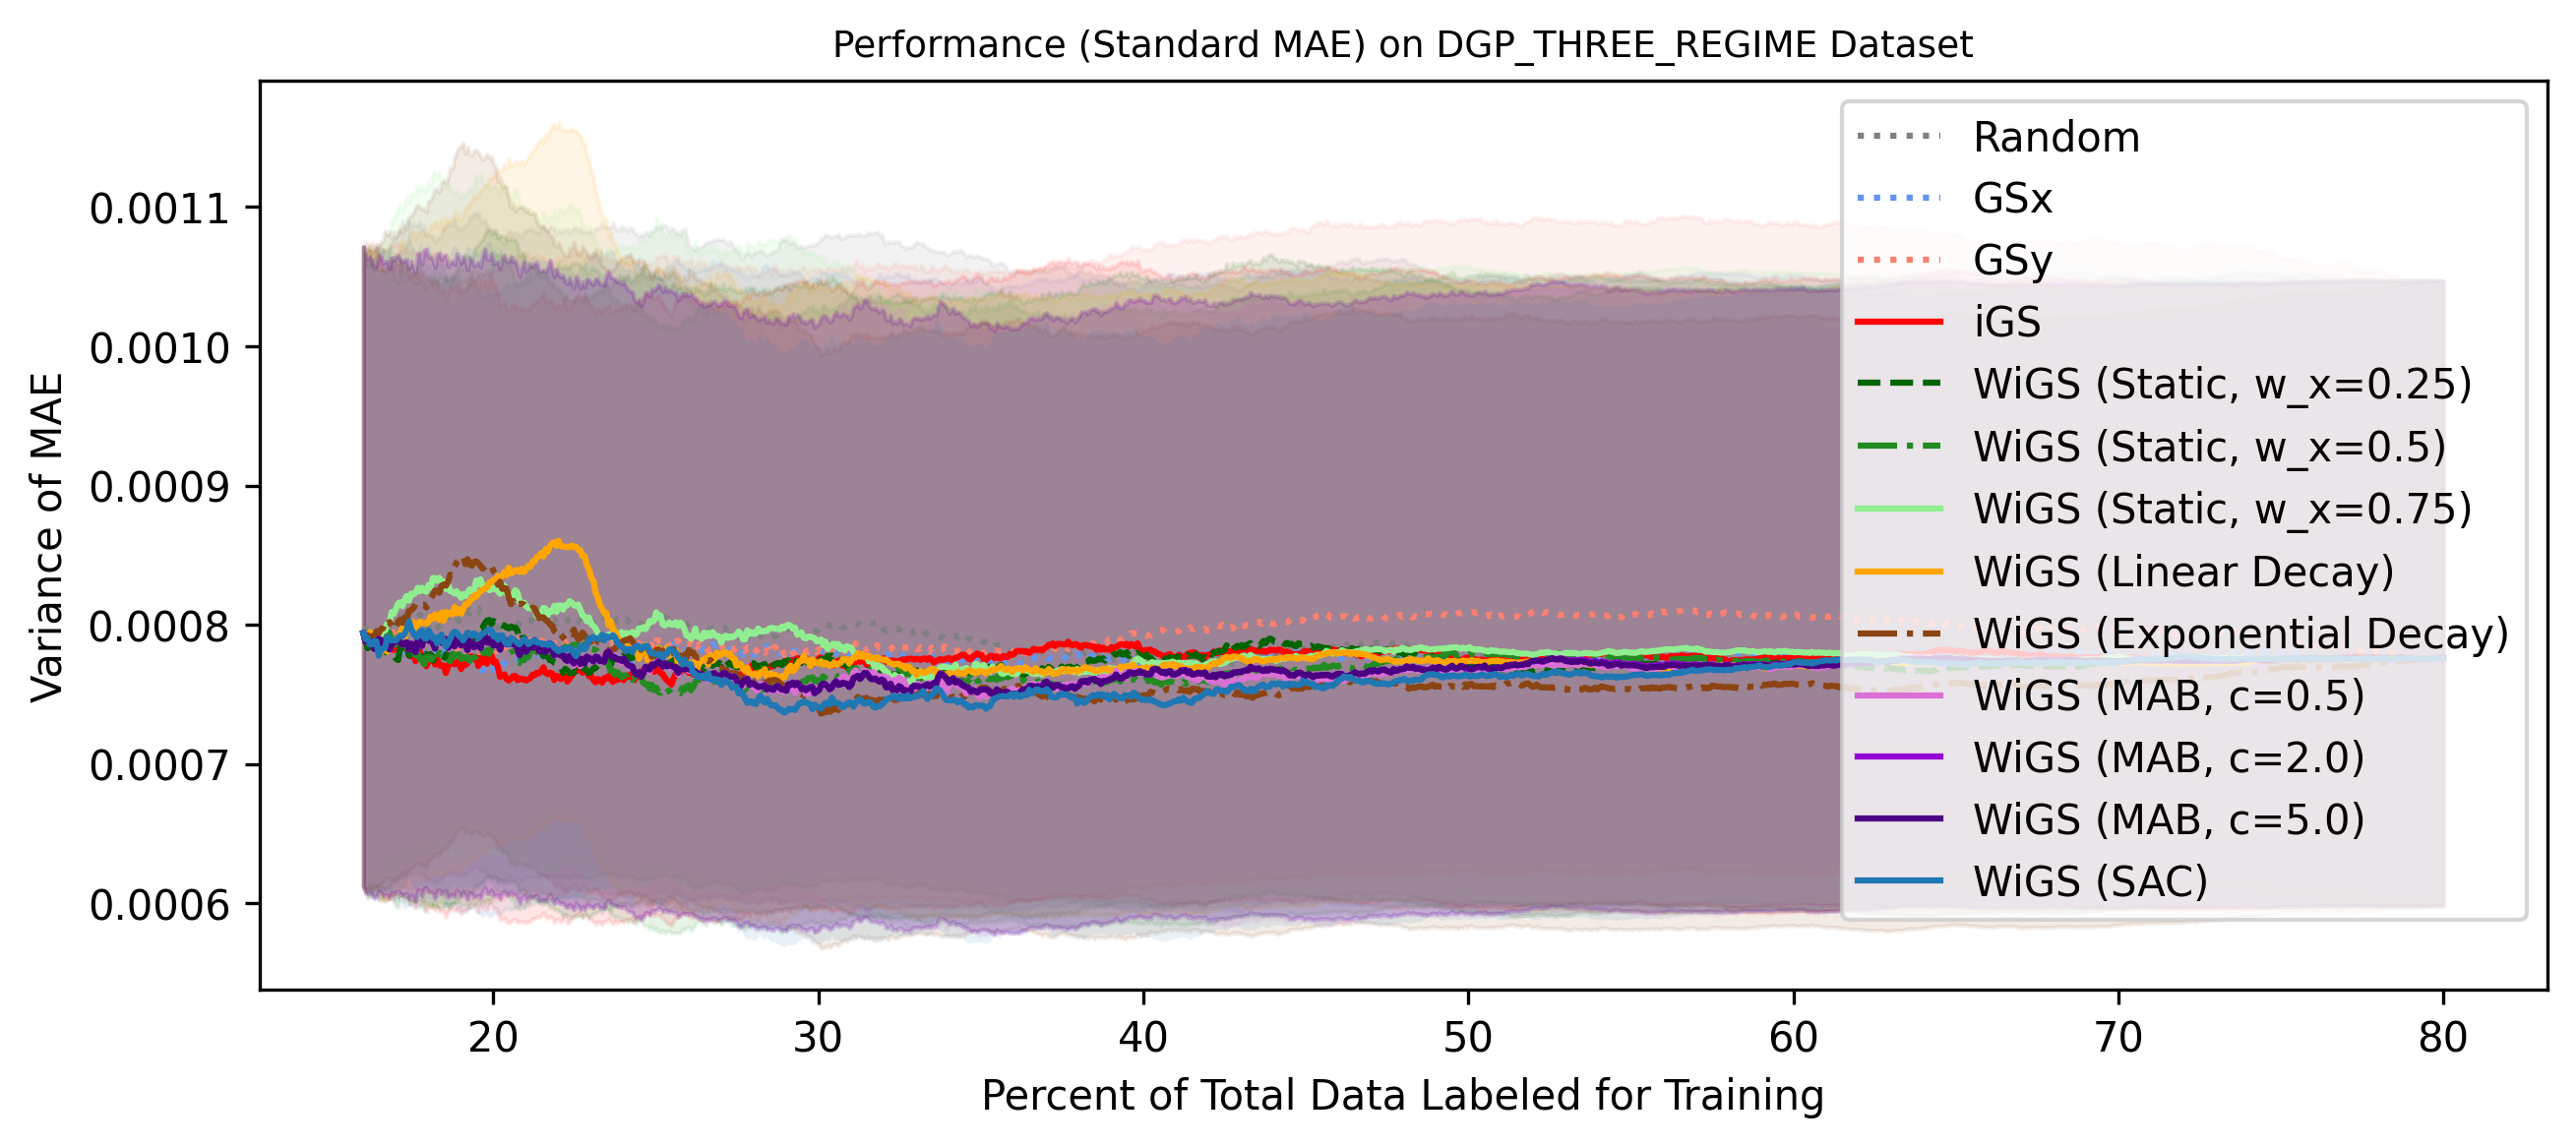 Performance (Standard MAE) on DGP_THREE_REGIME Dataset
Variance of MAE
0.0011
0.0010
0.0009
0.0008
0.0007
0.0006
Random
GSx
GSy
iGS
WiGS (Static, w_x=0.25)
WiGS (Static, w_x=0.5)
WiGS (Static, w_x=0.75)
WiGS (Linear Decay)
WiGS (Exponential Decay)
WiGS (MAB, c=0.5)
WiGS (MAB, c=2.0)
WiGS (MAB, c=5.0)
WiGS (SAC)
20 30 40 50 60 70 80
Percent of Total Data Labeled for Training